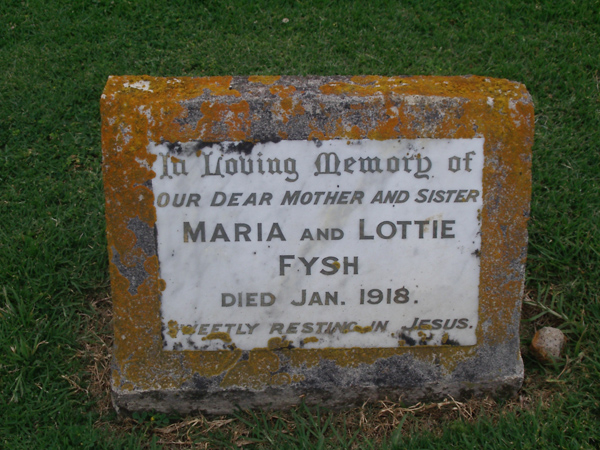 In Loving Memory of
OUR DEAR MOTHER AND SISTER
MARIA AND LOTTIE
FYSH
DIED JAN. 1918.
SWEETLY RESTING IN JESUS.